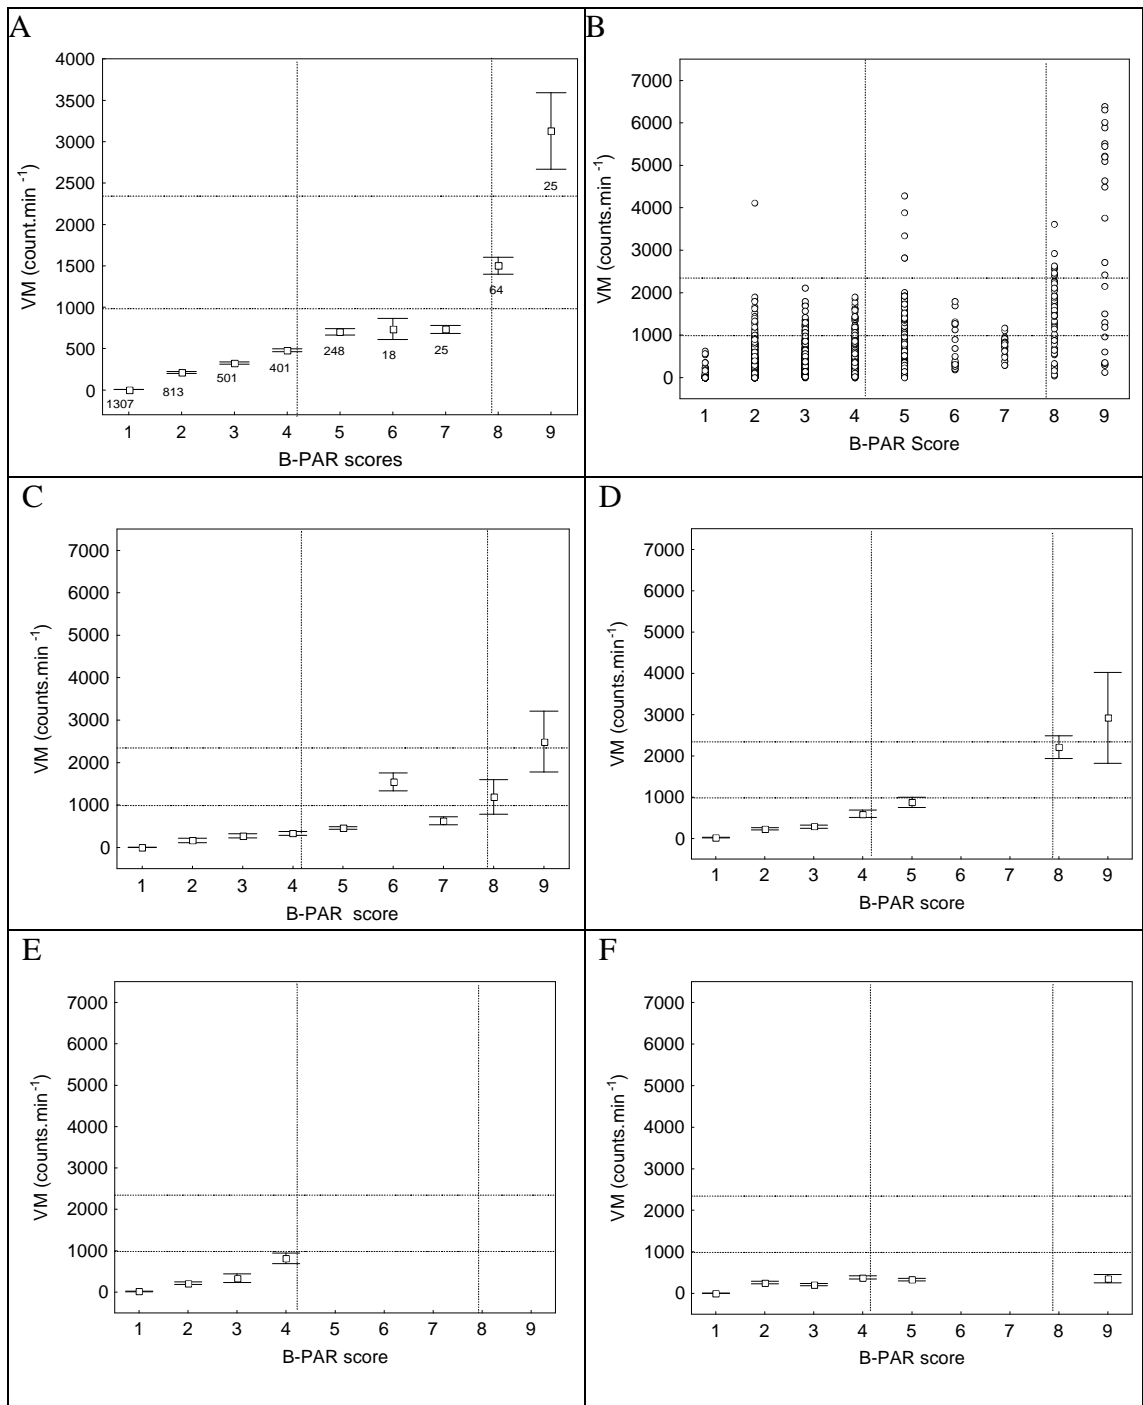 A
4000
3500
3000
2500
2000
1500
1000
500
0
VM (count.min -1)
1307
813
501
401
248
18
25
64
25
1 2 3 4 5 6 7 8 9
B-PAR scores
B
7000
6000
5000
4000
3000
2000
1000
0
VM (counts.min -1)
1 2 3 4 5 6 7 8 9
B-PAR Score
C
7000
6000
5000
4000
3000
2000
1000
0
VM (counts.min -1)
1 2 3 4 5 6 7 8 9
B-PAR score
D
7000
6000
5000
4000
3000
2000
1000
0
VM (counts.min -1)
1 2 3 4 5 6 7 8 9
B-PAR score
E
7000
6000
5000
4000
3000
2000
1000
0
VM (counts.min -1)
1 2 3 4 5 6 7 8 9
B-PAR score
F
7000
6000
5000
4000
3000
2000
1000
0
VM (counts.min -1)
1 2 3 4 5 6 7 8 9
B-PAR score